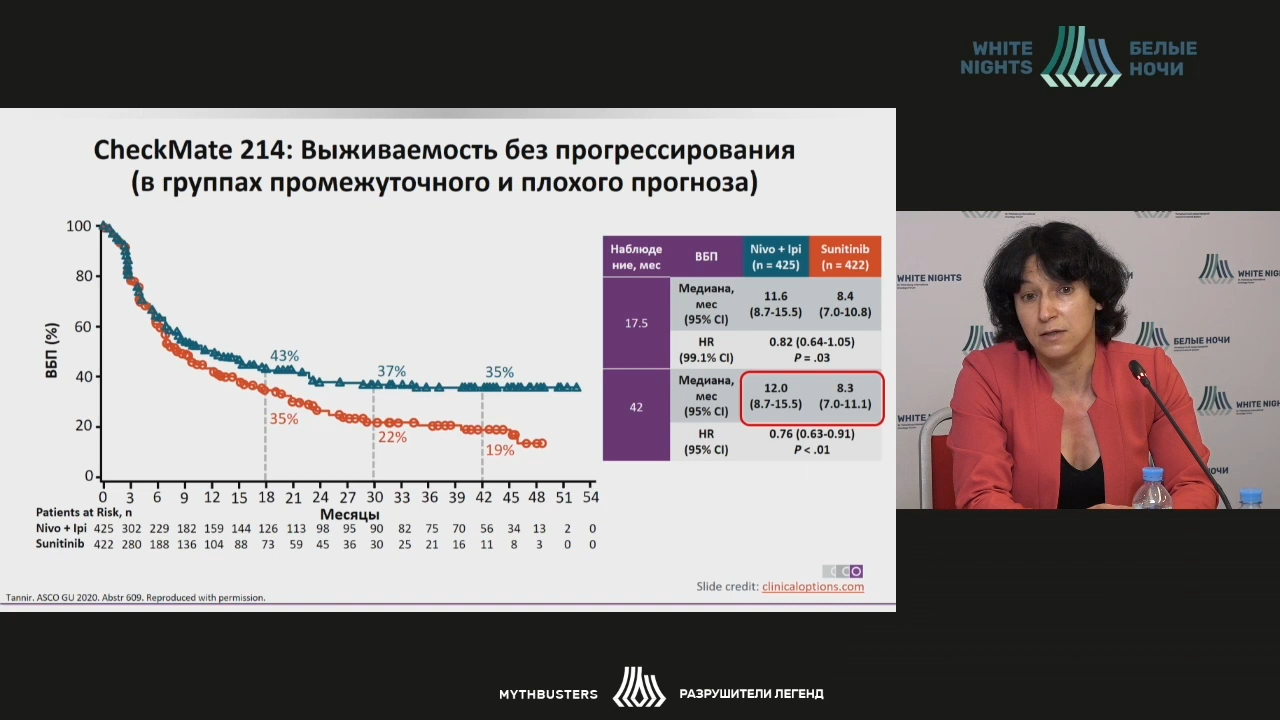 WHITE
NIGHTS
БЕЛЫЕ
НОЧИ
CheckMate 214: Выживаемость без прогрессирования
(в группах промежуточного и плохого прогноза)
ВБП (%)
100
80
60
40
20
0
43%
37%
35%
35%
22%
19%
0 3 6 9 12 15 18 21 24 27 30 33 36 39 42 45 48 51 54
Месяцы
Patients at Risk, n
Nivo + Ipi 425 302 229 182 159 144 126 113 98 95 90 82 75 70 56 34 13 2 0
Sunitinib 422 280 188 136 104 88 73 59 45 36 30 25 21 16 11 8 3 0 0
Наблюде
ние, мес
ВБП
Nivo + Ipi
(n = 425)
Sunitinib
(n = 422)
17.5
Медиана,
мес
(95% CI)
11.6
(8.7-15.5)
8.4
(7.0-10.8)
HR
(99.1% CI)
0.82 (0.64-1.05)
P = .03
42
Медиана,
мес
(95% CI)
12.0
(8.7-15.5)
8.3
(7.0-11.1)
HR
(95% CI)
0.76 (0.63-0.91)
P < .01
CCO
Slide credit: clinicaloptions.com
Tannir. ASCO GU 2020. Abstr 609. Reproduced with permission.
WHITE NIGHTS
WHITE NIGHTS
БЕЛЫЕ НОЧИ
WHITE NIGHTS
НОЧИ
MYTHBUSTERS
РАЗРУШИТЕЛИ ЛЕГЕНД